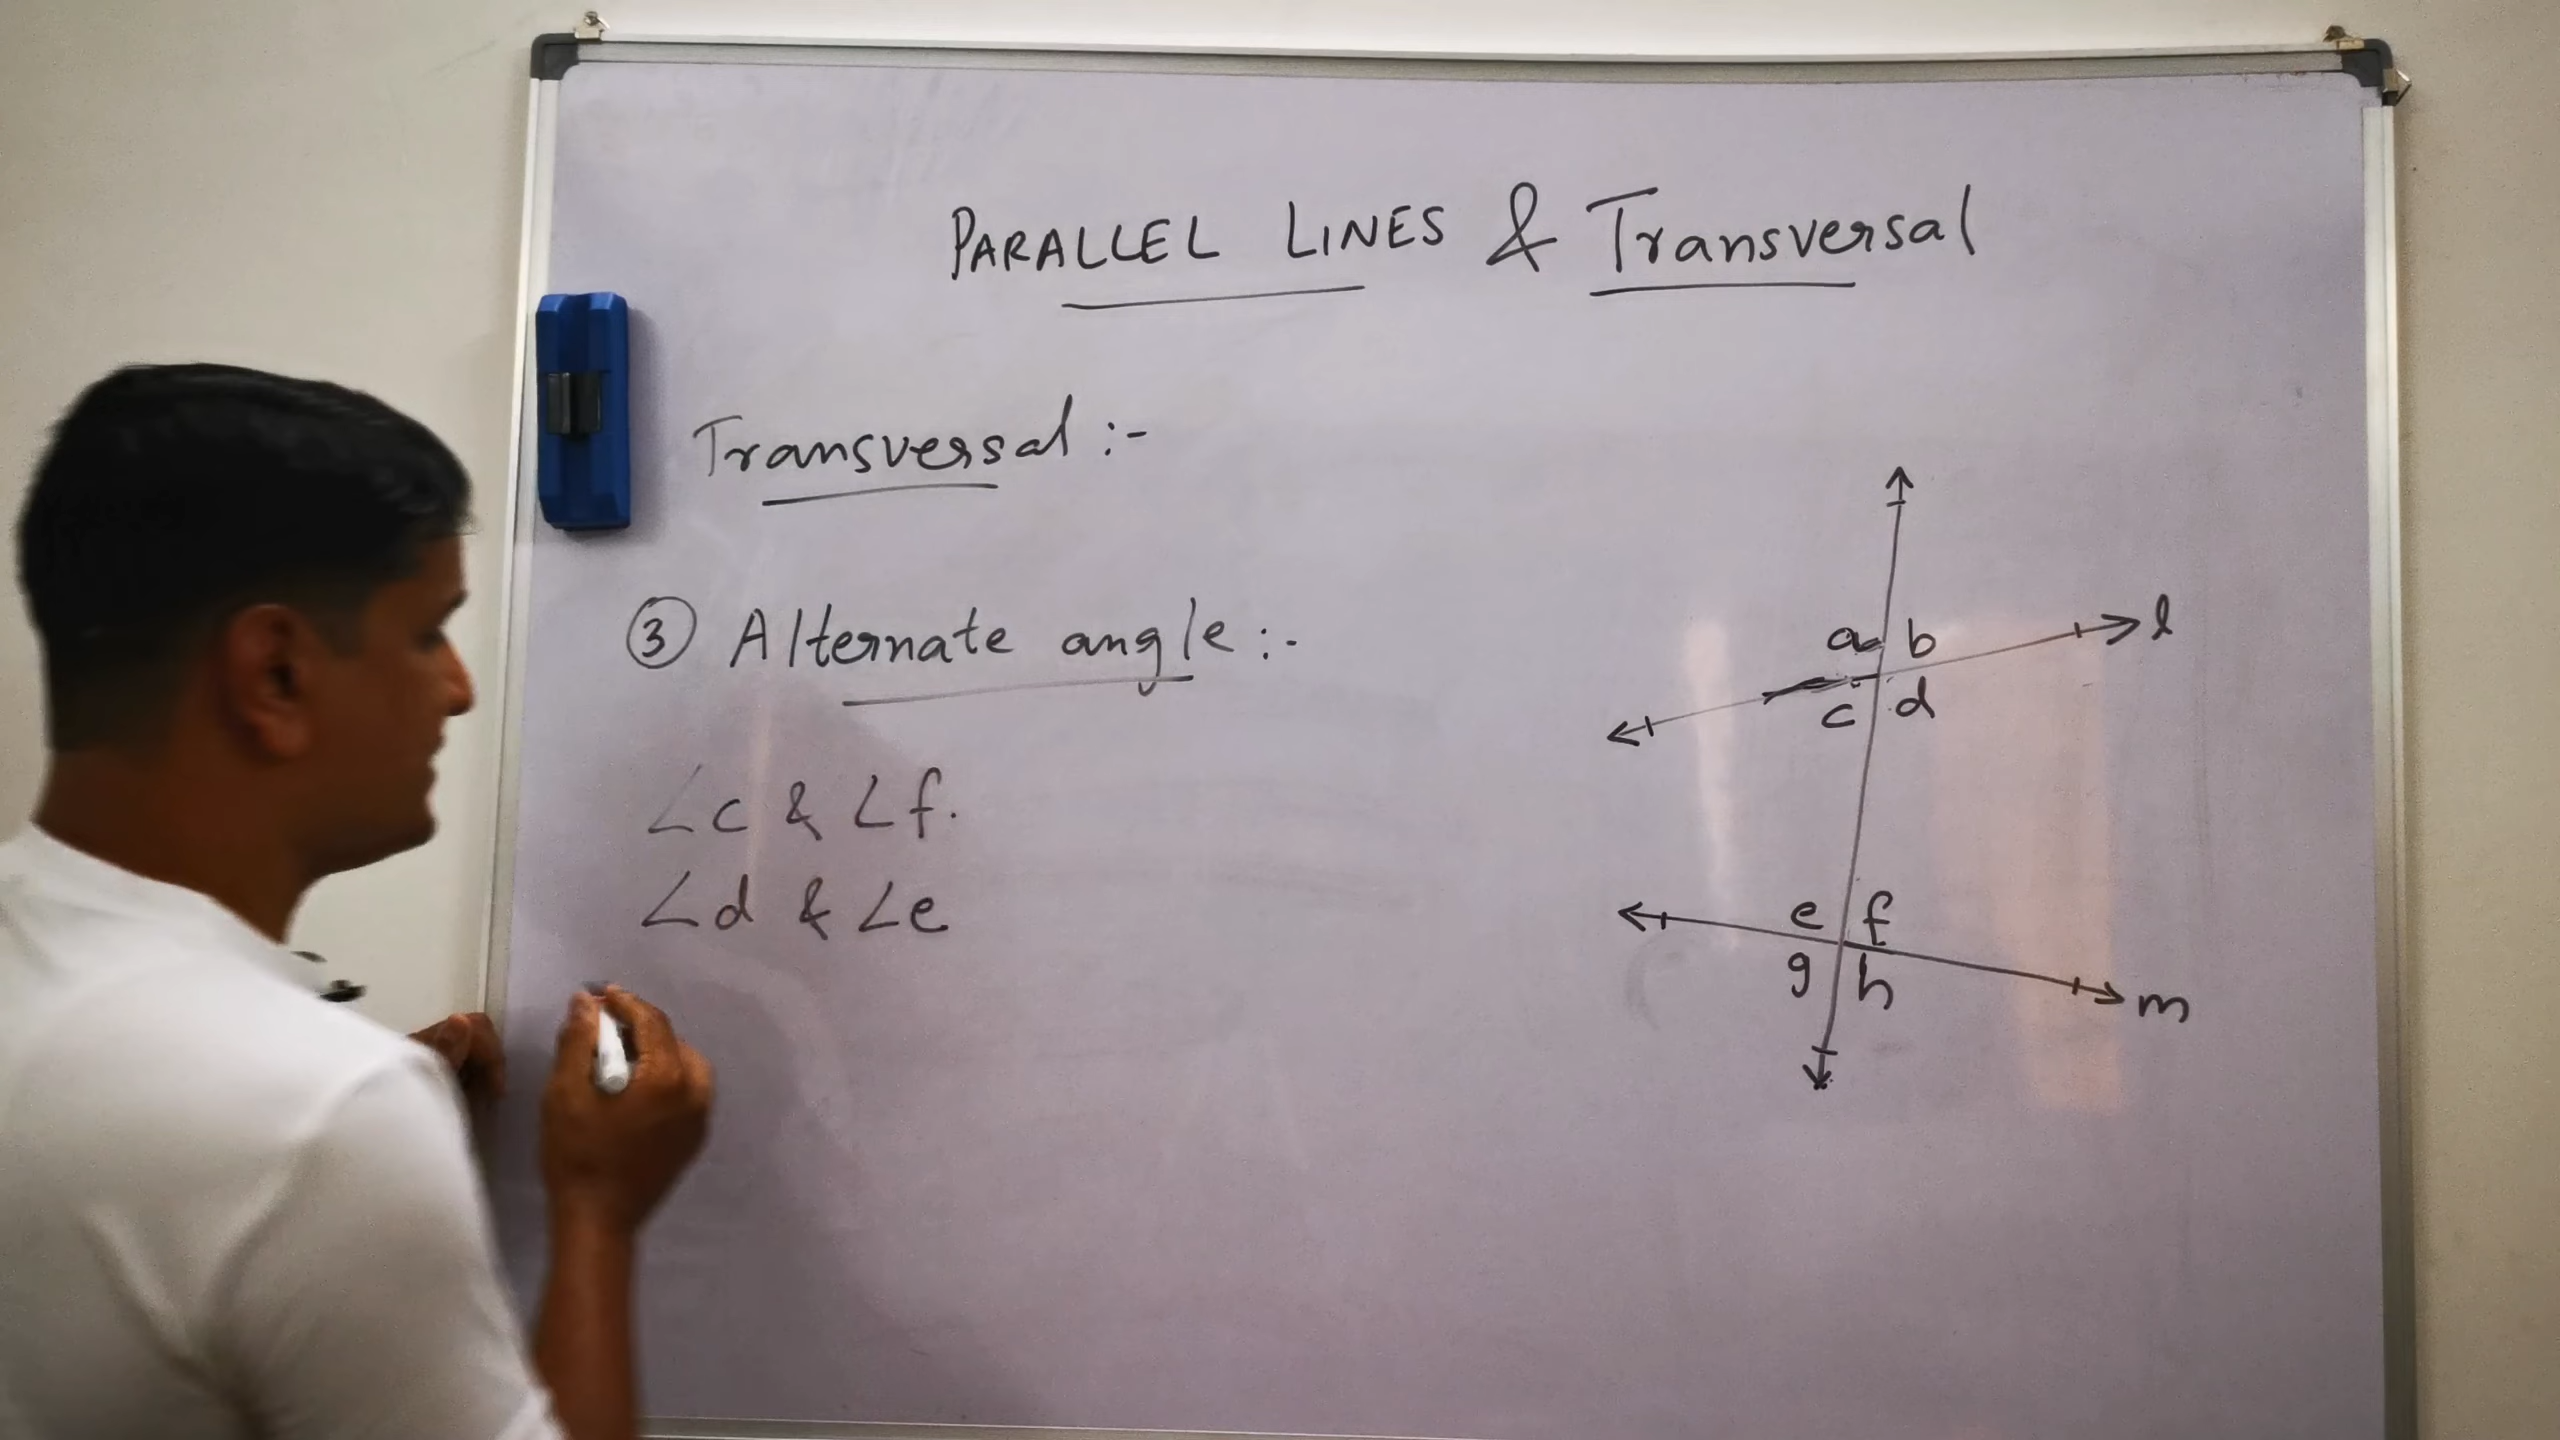 PARALLEL LINES & Transversal
Transversal :-
③ Alternate angle :-
∠c & ∠f.
∠d & ∠e
a b
l
c d
e f
g h
m